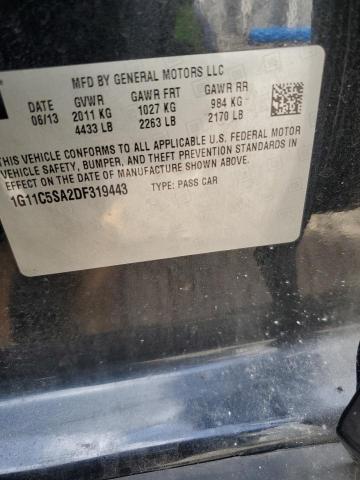 MFD BY GENERAL MOTORS LLC
DATE GVWR GAWR FRT GAWR RR
06/13 2011 KG 1027 KG 984 KG
4433 LB 2263 LB 2170 LB
THIS VEHICLE CONFORMS TO ALL APPLICABLE U.S. FEDERAL MOTOR
VEHICLE SAFETY, BUMPER, AND THEFT PREVENTION STANDARDS IN
EFFECT ON THE DATE OF MANUFACTURE SHOWN ABOVE.
1G11C5SA2DF319443 TYPE: PASS CAR